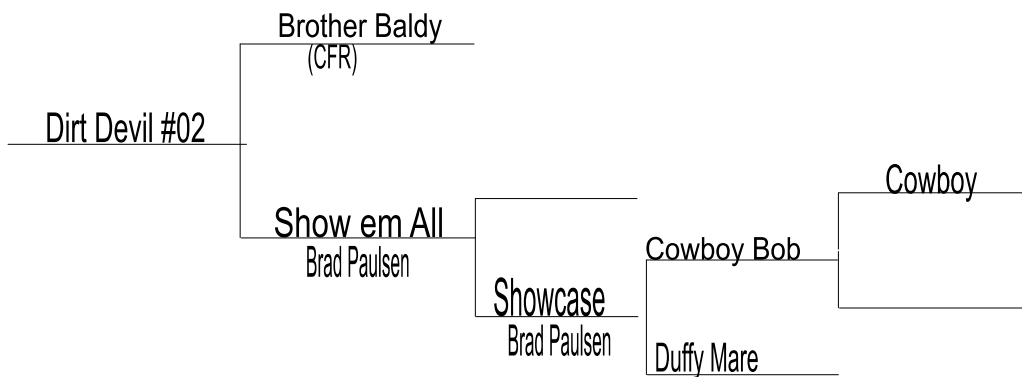 Brother Baldy
(CFR)
Dirt Devil #02
Cowboy
Show em All
Brad Paulsen
Cowboy Bob
Showcase
Brad Paulsen
Duffy Mare